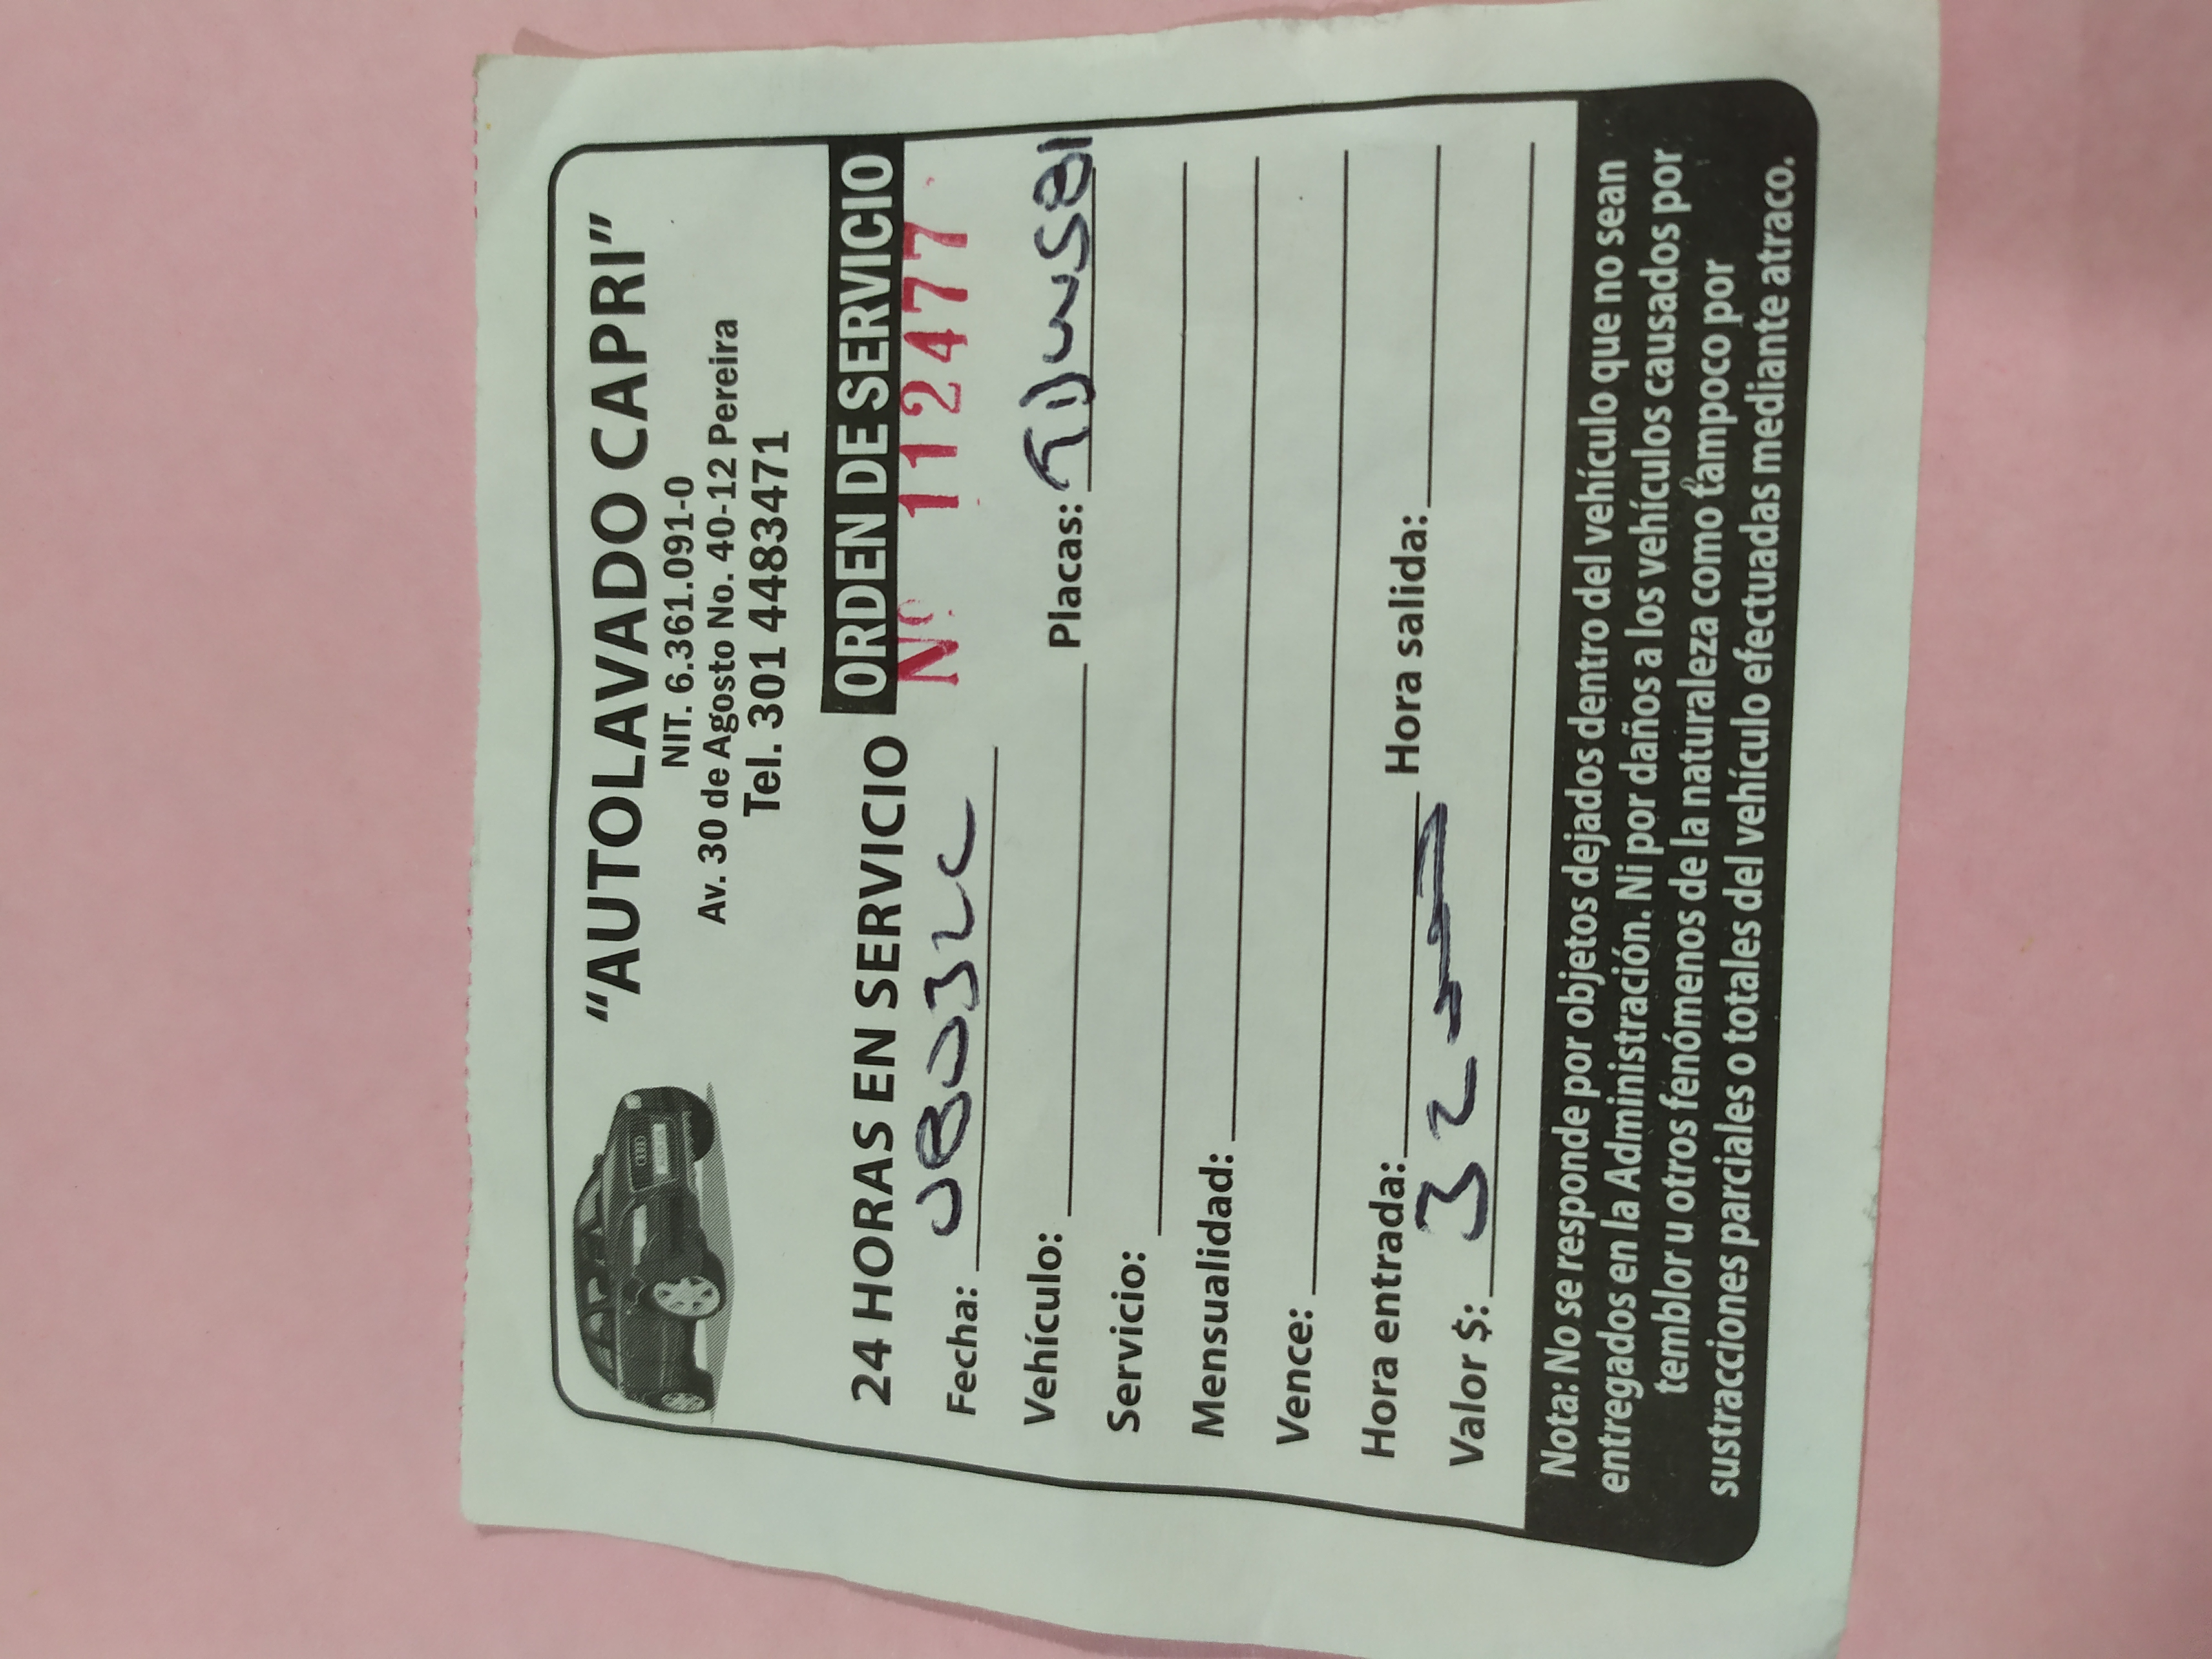 "AUTOLAVADO CAPRI"
NIT. 6.361.091-0
Av. 30 de Agosto No. 40-12 Pereira
Tel. 301 4483471
24 HORAS EN SERVICIO ORDEN DE SERVICIO
Nº 112477
Fecha:
Vehículo: Placas:
Servicio:
Mensualidad:
Vence:
Hora entrada: Hora salida:
Valor $: 32
Nota: No se responde por objetos dejados dentro del vehículo que no sean
entregados en la Administración. Ni por daños a los vehículos causados por
temblor u otros fenómenos de la naturaleza como tampoco por
sustracciones parciales o totales del vehículo efectuadas mediante atraco.